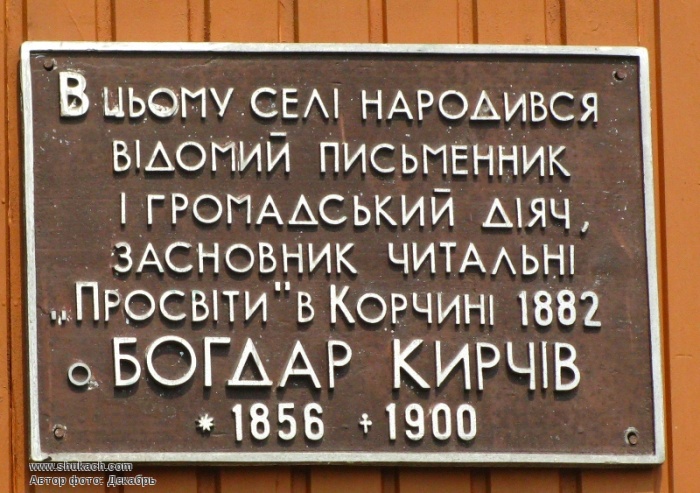 В цьому селі народився
відомий письменник
і громадський діяч,
засновник читальні
„Просвіти" в Корчині 1882
о. БОГДАР КИРЧІВ
* 1856 ✝ 1900
www.shukach.com
Автор фото: Декабрь